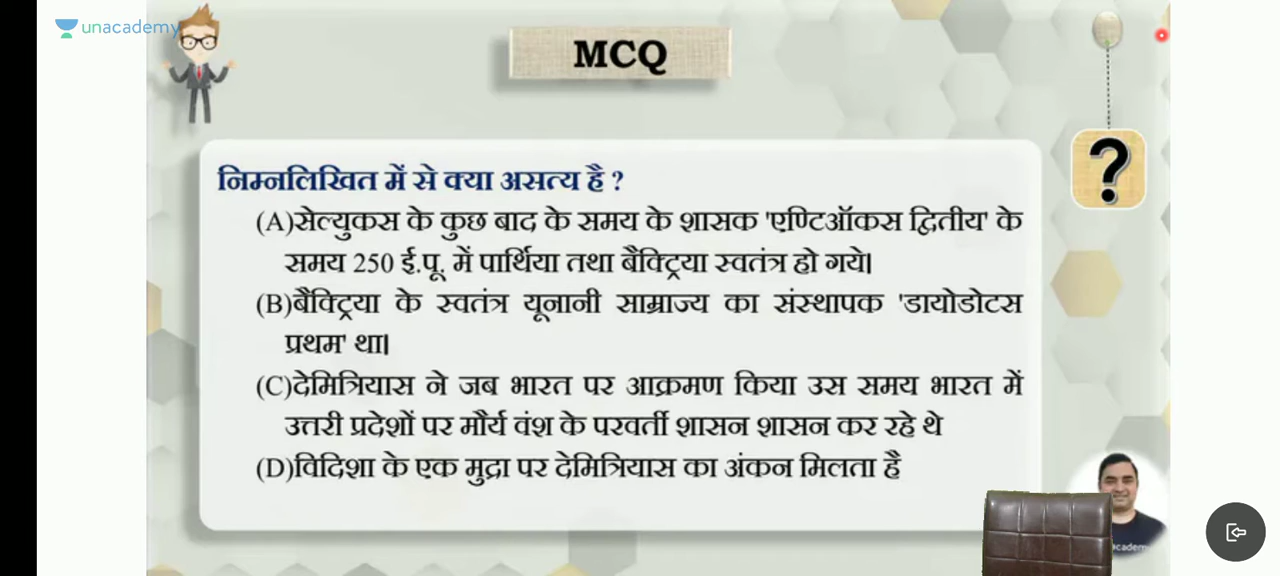 unacademy
MCQ
?
निम्नलिखित में से क्या असत्य है ?
(A)सेल्युकस के कुछ बाद के समय के शासक 'एण्टिऑकस द्वितीय' के
समय 250 ई.पू. में पार्थिया तथा बैक्ट्रिया स्वतंत्र हो गये।
(B)बैक्ट्रिया के स्वतंत्र यूनानी साम्राज्य का संस्थापक 'डायोडोटस
प्रथम' था।
(C)देमित्रियास ने जब भारत पर आक्रमण किया उस समय भारत में
उत्तरी प्रदेशों पर मौर्य वंश के परवर्ती शासन शासन कर रहे थे
(D)विदिशा के एक मुद्रा पर देमित्रियास का अंकन मिलता है